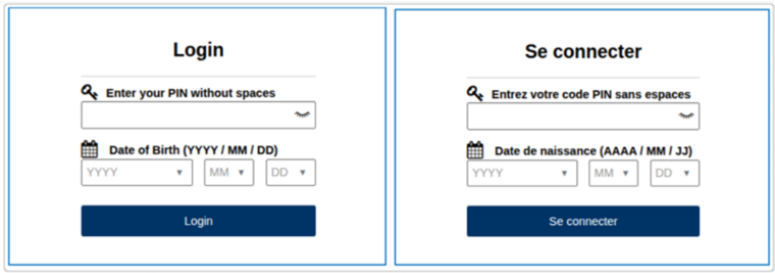 Login
Enter your PIN without spaces
Date of Birth (YYYY / MM / DD)
YYYY MM DD
Login
Se connecter
Entrez votre code PIN sans espaces
Date de naissance (AAAA / MM / JJ)
YYYY MM DD
Se connecter